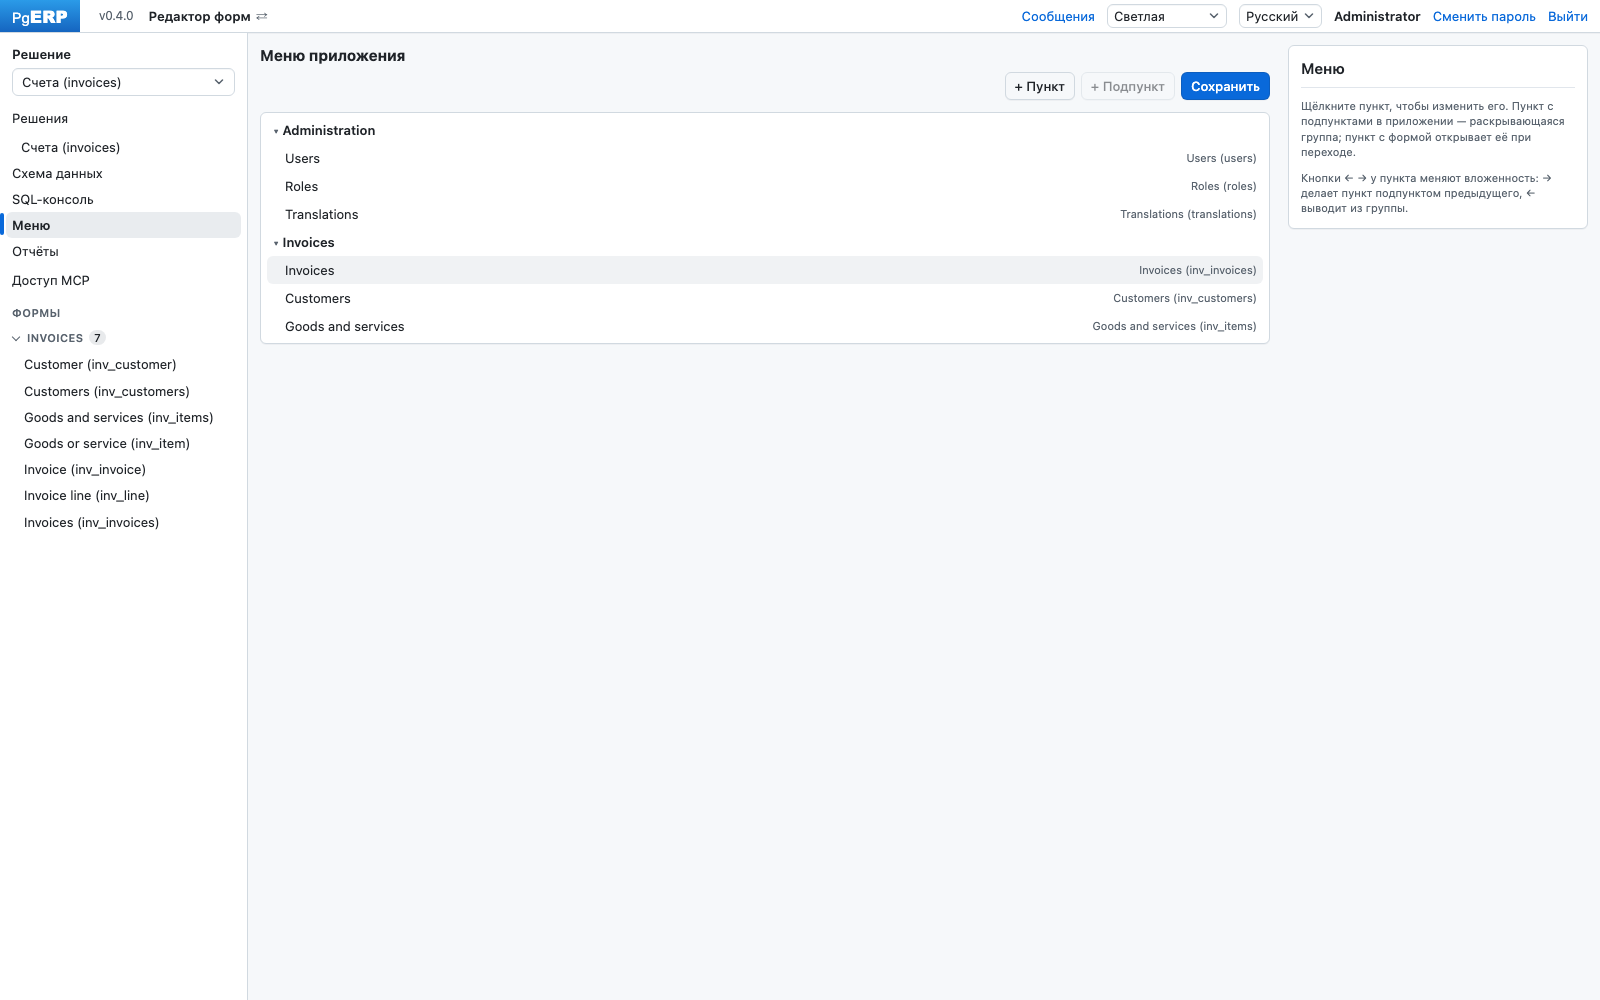 PgERP v0.4.0 Редактор форм ⇄ Сообщения Светлая Русский Administrator Сменить пароль Выйти
Решение
Счета (invoices)
Решения
Счета (invoices)
Схема данных
SQL-консоль
Меню
Отчёты
Доступ MCP
ФОРМЫ
INVOICES 7
Customer (inv_customer)
Customers (inv_customers)
Goods and services (inv_items)
Goods or service (inv_item)
Invoice (inv_invoice)
Invoice line (inv_line)
Invoices (inv_invoices)
Меню приложения
+ Пункт + Подпункт Сохранить
Administration
Users Users (users)
Roles Roles (roles)
Translations Translations (translations)
Invoices
Invoices Invoices (inv_invoices)
Customers Customers (inv_customers)
Goods and services Goods and services (inv_items)
Меню
Щёлкните пункт, чтобы изменить его. Пункт с
подпунктами в приложении — раскрывающаяся
группа; пункт с формой открывает её при
переходе.
Кнопки ← → у пункта меняют вложенность: →
делает пункт подпунктом предыдущего, ←
выводит из группы.